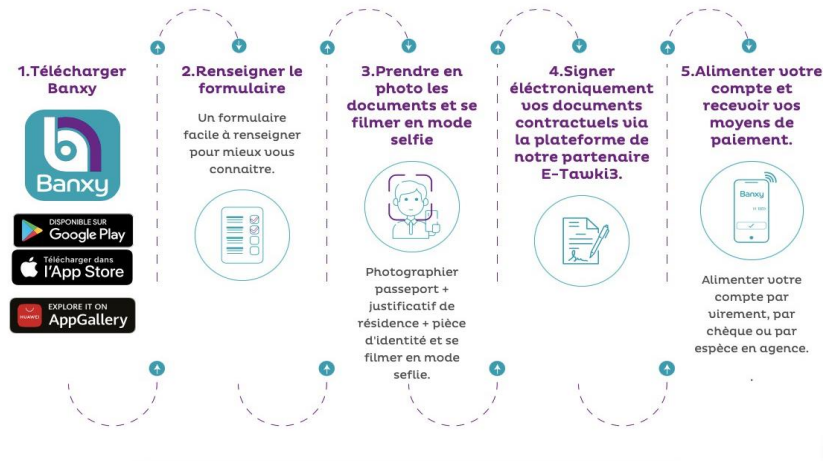 1.Télécharger
Banxy
Banxy
DISPONIBLE SUR
Google Play
Télécharger dans
l'App Store
HUAWEI
EXPLORE IT ON
AppGallery
2.Renseigner le
formulaire
Un formulaire
facile à renseigner
pour mieux vous
connaitre.
3.Prendre en
photo les
documents et se
filmer en mode
selfie
Photographier
passeport +
justificatif de
résidence + pièce
d'identité et se
filmer en mode
seflie.
4.Signer
éléctroniquement
vos documents
contractuels via
la plateforme de
notre partenaire
E-Tawki3.
5.Alimenter votre
compte et
recevoir vos
moyens de
paiement.
Banxy
Alimenter votre
compte par
virement, par
chèque ou par
espèce en agence.
.